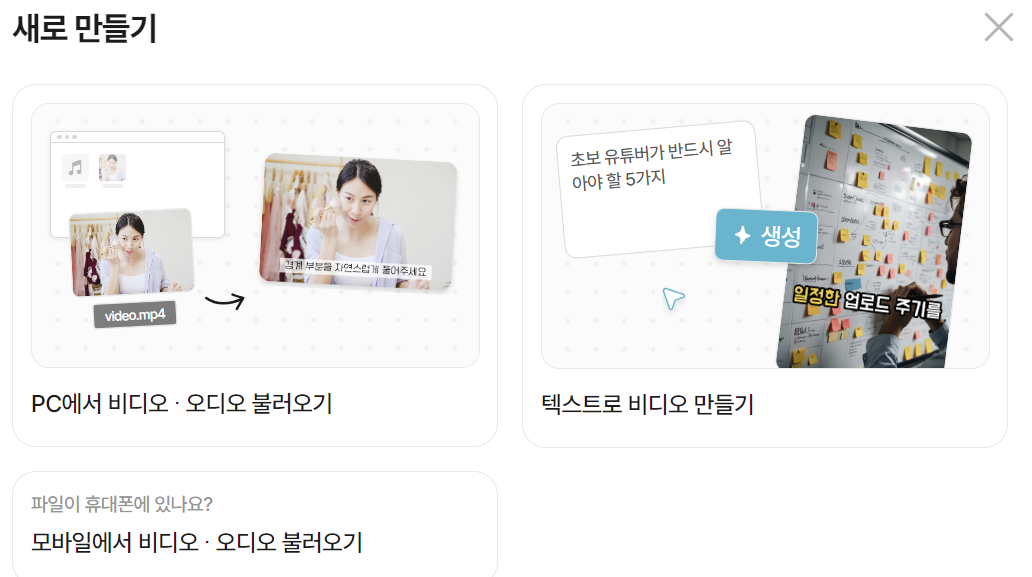 새로 만들기
video.mp4
경계 부분을 자연스럽게 풀어주세요
PC에서 비디오 · 오디오 불러오기
초보 유튜버가 반드시 알
아야 할 5가지
생성
일정한 업로드 주기를
텍스트로 비디오 만들기
파일이 휴대폰에 있나요?
모바일에서 비디오 · 오디오 불러오기